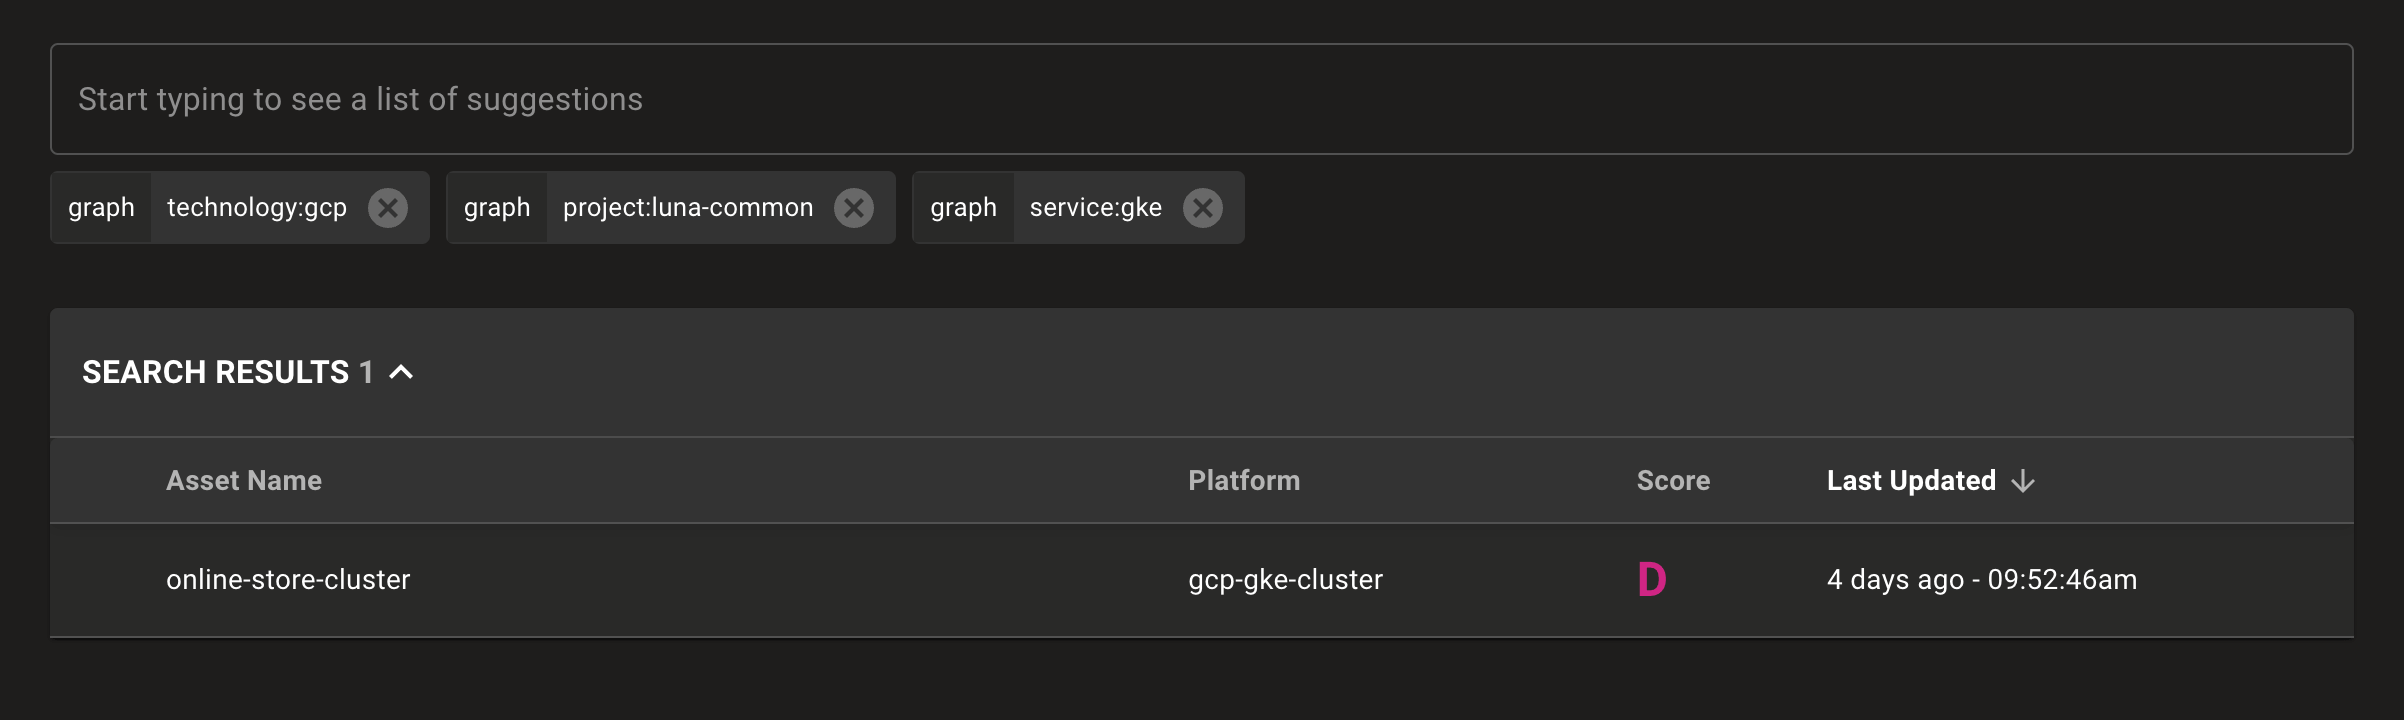 Start typing to see a list of suggestions
graph technology:gcp graph project:luna-common graph service:gke
SEARCH RESULTS 1
Asset Name Platform Score Last Updated
online-store-cluster gcp-gke-cluster D 4 days ago - 09:52:46am